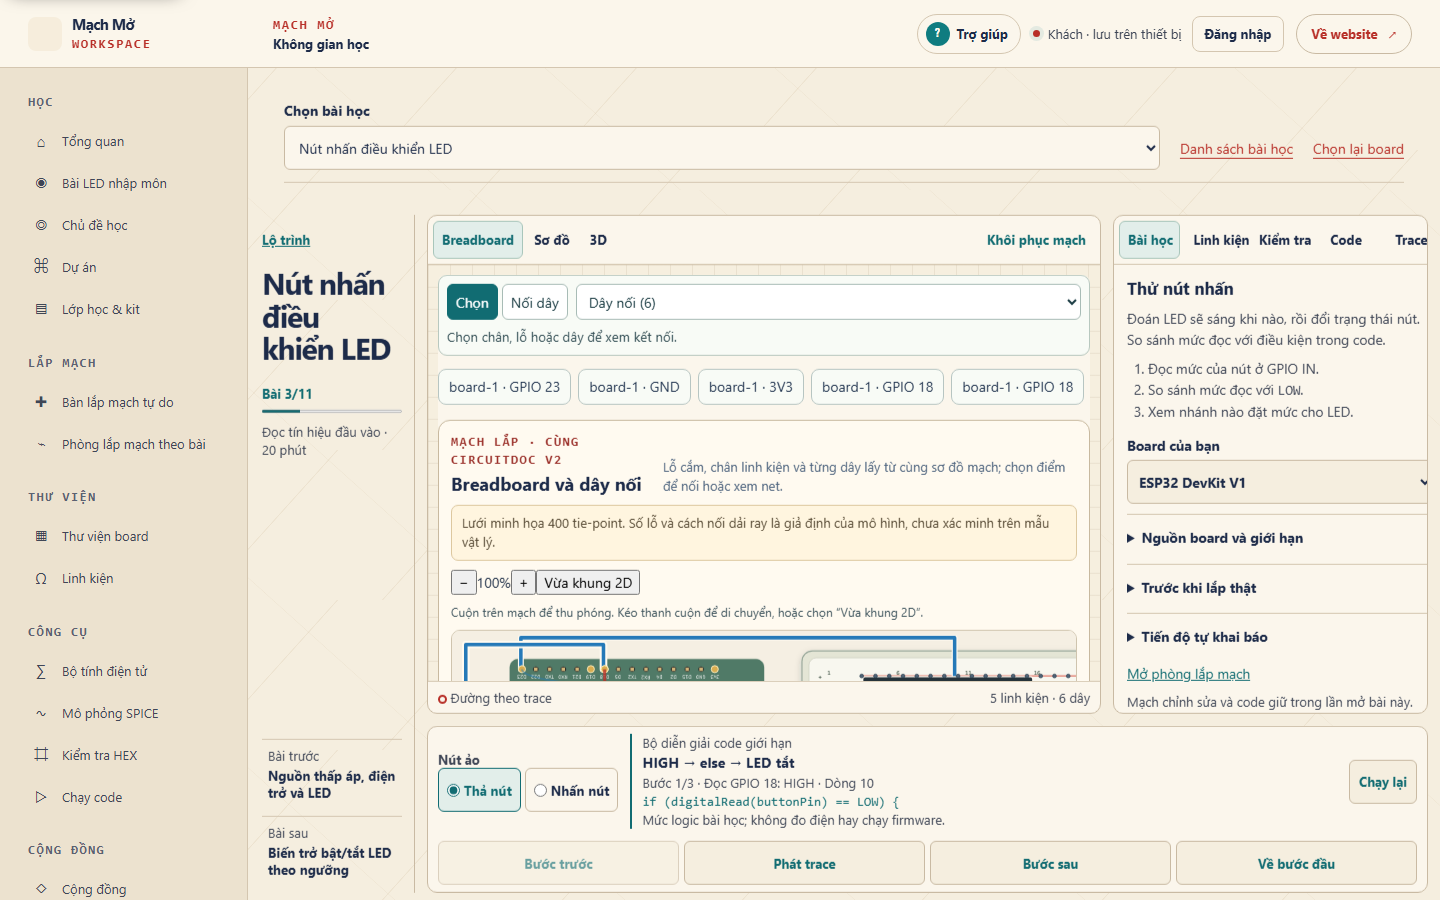 Mạch Mở
WORKSPACE
MẠCH MỞ
Không gian học
? Trợ giúp
Khách · lưu trên thiết bị
Đăng nhập
Về website ↗
HỌC
Tổng quan
Bài LED nhập môn
Chủ đề học
Dự án
Lớp học & kit
LẮP MẠCH
Bàn lắp mạch tự do
Phòng lắp mạch theo bài
THƯ VIỆN
Thư viện board
Linh kiện
CÔNG CỤ
Bộ tính điện tử
Mô phỏng SPICE
Kiểm tra HEX
Chạy code
CỘNG ĐỒNG
Cộng đồng
Chọn bài học
Nút nhấn điều khiển LED
Danh sách bài học
Chọn lại board
Lộ trình
Nút nhấn
điều
khiển LED
Bài 3/11
Đọc tín hiệu đầu vào ·
20 phút
Bài trước
Nguồn thấp áp, điện
trở và LED
Bài sau
Biến trở bật/tắt LED
theo ngưỡng
Breadboard
Sơ đồ
3D
Khôi phục mạch
Chọn
Nối dây
Dây nối (6)
Chọn chân, lỗ hoặc dây để xem kết nối.
board-1 · GPIO 23
board-1 · GND
board-1 · 3V3
board-1 · GPIO 18
board-1 · GPIO 18
MẠCH LẮP · CÙNG
CIRCUITDOC V2
Breadboard và dây nối
Lỗ cắm, chân linh kiện và từng dây lấy từ cùng sơ đồ mạch; chọn điểm
để nối hoặc xem net.
Lưới minh họa 400 tie-point. Số lỗ và cách nối dải ray là giả định của mô hình, chưa xác minh trên mẫu
vật lý.
− 100% + Vừa khung 2D
Cuộn trên mạch để thu phóng. Kéo thanh cuộn để di chuyển, hoặc chọn “Vừa khung 2D”.
Đường theo trace
5 linh kiện · 6 dây
Bài học
Linh kiện
Kiểm tra
Code
Trace
Thử nút nhấn
Đoán LED sáng khi nào, rồi đổi trạng thái nút.
So sánh mức đọc với điều kiện trong code.
1. Đọc mức của nút ở GPIO IN.
2. So sánh mức đọc với LOW.
3. Xem nhánh nào đặt mức cho LED.
Board của bạn
ESP32 DevKit V1
Nguồn board và giới hạn
Trước khi lắp thật
Tiến độ tự khai báo
Mở phòng lắp mạch
Mạch chỉnh sửa và code giữ trong lần mở bài này.
Nút ảo
Thả nút
Nhấn nút
Bộ diễn giải code giới hạn
HIGH → else → LED tắt
Bước 1/3 · Đọc GPIO 18: HIGH · Dòng 10
if (digitalRead(buttonPin) == LOW) {
Mức logic bài học; không đo điện hay chạy firmware.
Chạy lại
Bước trước
Phát trace
Bước sau
Về bước đầu